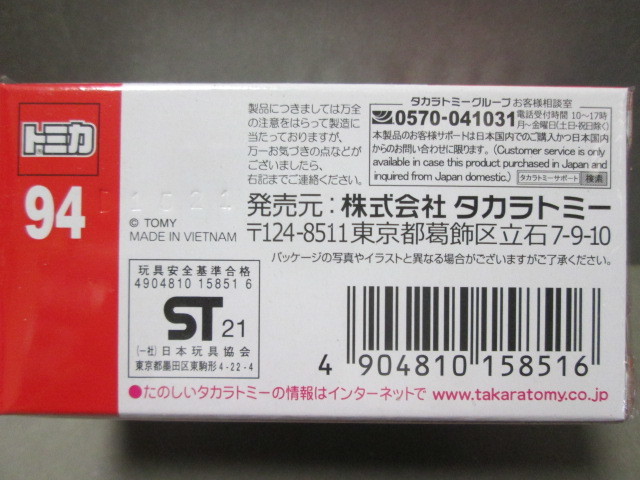 トミカ
94
製品につきましては万全
の注意をはらって製造に
当たっておりますが、
万一お気づきの点などが
ございましたら、
右記までご連絡ください。
タカラトミーグループ お客様相談室
0570-041031 電話受付時間 10～17時
月～金曜日(土日・祝日除く)
本製品のお客様サポートは日本国内でのご購入かつ日本国内
からのお問い合わせに限ります。(Customer service is only
available in case this product purchased in Japan and
inquired from Japan domestic.) タカラトミーサポート 検索
© TOMY
MADE IN VIETNAM
発売元：株式会社 タカラトミー
〒124-8511 東京都葛飾区立石 7-9-10
パッケージの写真やイラストと異なる場合がございますがご了承ください。
玩具安全基準合格
4904810 15851 6
ST 21
(一社) 日本玩具協会
東京都墨田区東駒形4-22-4
4 904810 158516
●たのしいタカラトミーの情報はインターネットで www.takaratomy.co.jp